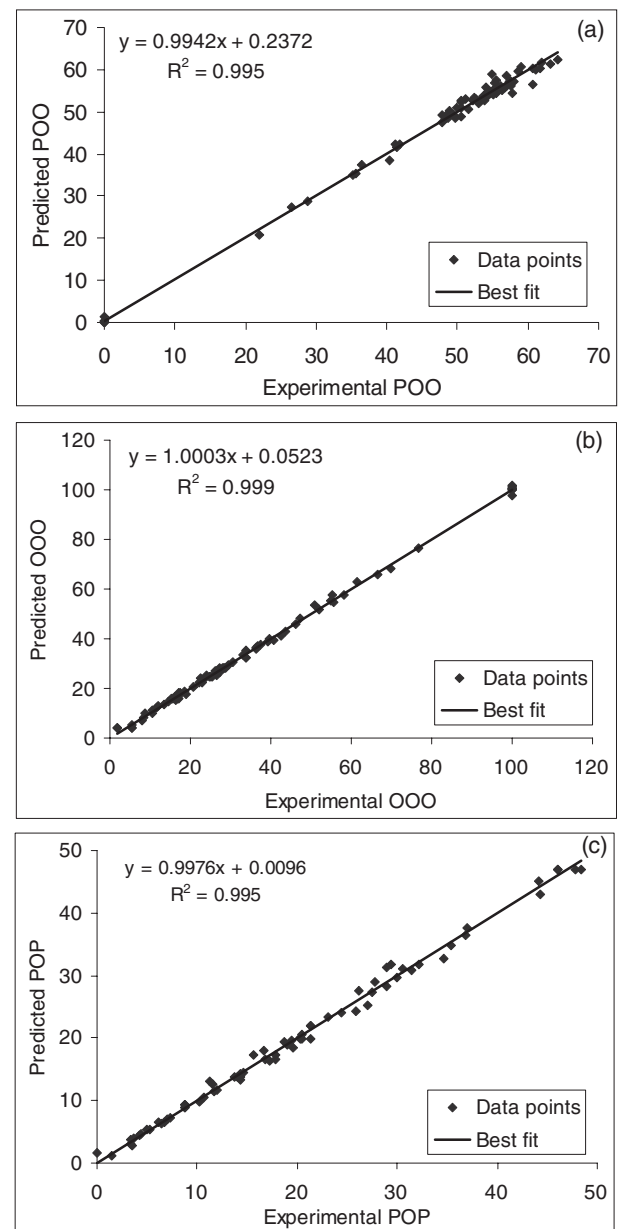 (a)
y = 0.9942x + 0.2372
R² = 0.995
Predicted POO
70
60
50
40
30
20
10
0
Data points
Best fit
0 10 20 30 40 50 60 70
Experimental POO
(b)
y = 1.0003x + 0.0523
R² = 0.999
Predicted OOO
120
100
80
60
40
20
0
Data points
Best fit
0 20 40 60 80 100 120
Experimental OOO
(c)
y = 0.9976x + 0.0096
R² = 0.995
Predicted POP
50
40
30
20
10
0
Data points
Best fit
0 10 20 30 40 50
Experimental POP